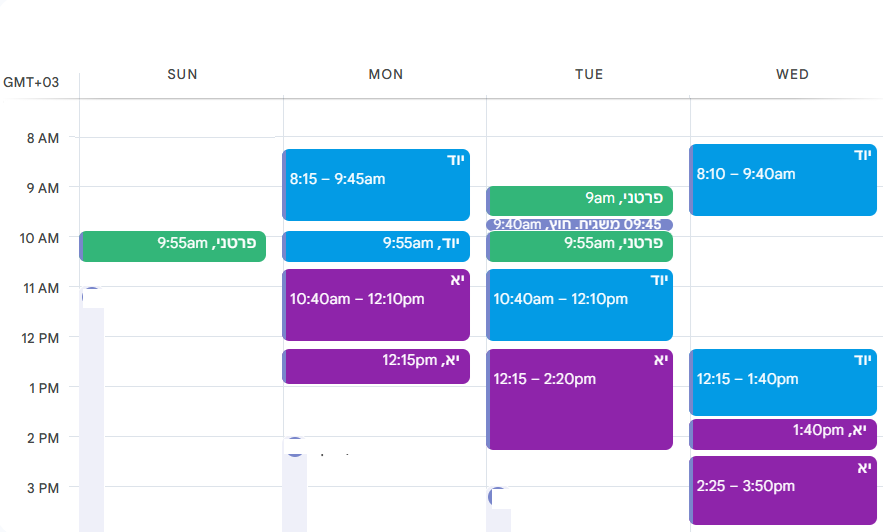 SUN MON TUE WED
GMT+03
8 AM
9 AM
10 AM
11 AM
12 PM
1 PM
2 PM
3 PM
פרטני, 9:55am
יוד
8:15 – 9:45am
יוד, 9:55am
יא
10:40am – 12:10pm
יא, 12:15pm
פרטני, 9am
09:45 משגיח. חוץ, 9:40am
פרטני, 9:55am
יוד
10:40am – 12:10pm
יא
12:15 – 2:20pm
יוד
8:10 – 9:40am
יוד
12:15 – 1:40pm
יא, 1:40pm
יא
2:25 – 3:50pm